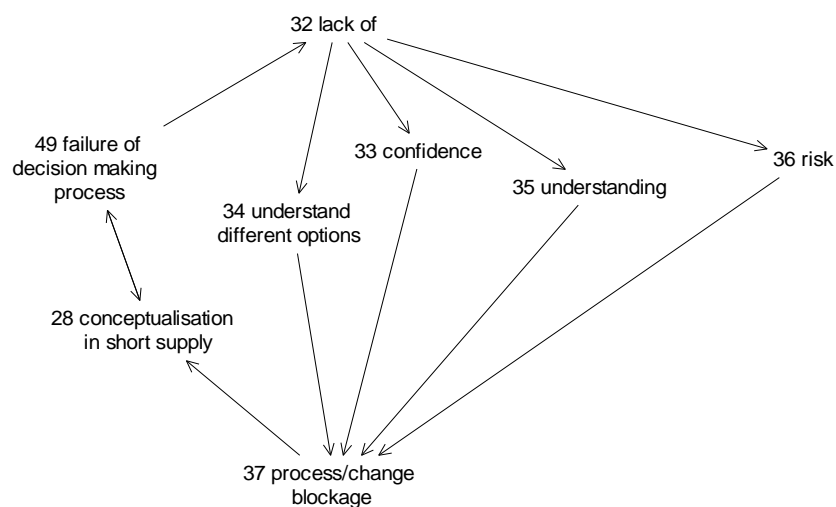 32 lack of
49 failure of
decision making
process
33 confidence
36 risk
35 understanding
34 understand
different options
28 conceptualisation
in short supply
37 process/change
blockage